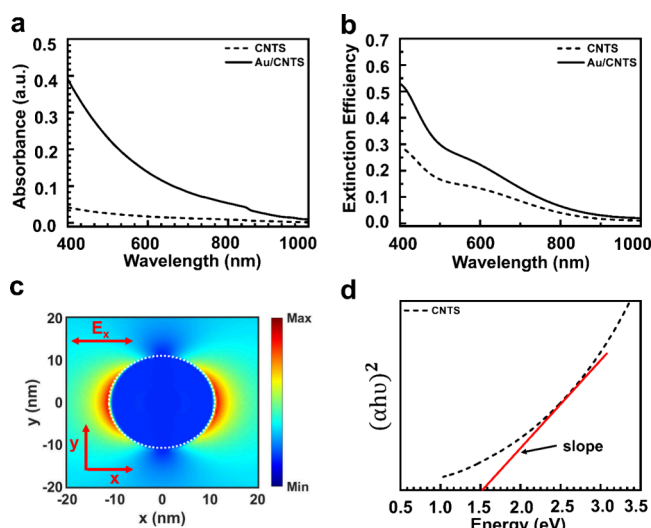 a
0.5
0.4
0.3
0.2
0.1
0.0
400 600 800 1000
Absorbance (a.u.)
Wavelength (nm)
CNTS
Au/CNTS
b
0.7
0.6
0.5
0.4
0.3
0.2
0.1
0.0
400 600 800 1000
Extinction Efficiency
Wavelength (nm)
CNTS
Au/CNTS
c
20
10
0
-10
-20
-20 -10 0 10 20
y (nm)
x (nm)
Ex
y
x
Max
Min
d
CNTS
(αhυ)2
slope
0.5 1.0 1.5 2.0 2.5 3.0 3.5
Energy (eV)